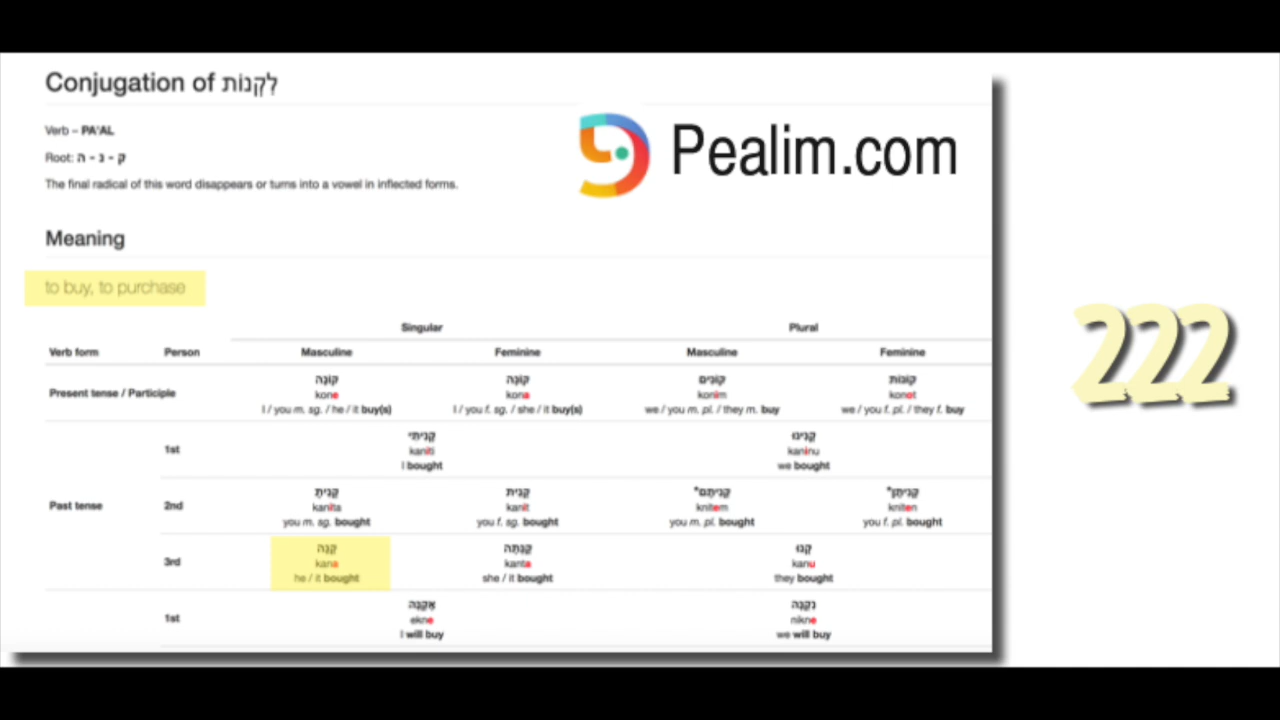 Conjugation of לִקְנוֹת
Verb – PA'AL
Root: ק - נ - ה
The final radical of this word disappears or turns into a vowel in inflected forms.
Pealim.com
Meaning
to buy, to purchase
222
Singular Plural
Verb form Person Masculine Feminine Masculine Feminine
Present tense / Participle
קוֹנֶה קוֹנָה קוֹנִים קוֹנוֹת
kone kona konim konot
I / you m. sg. / he / it buy(s) I / you f. sg. / she / it buy(s) we / you m. pl. / they m. buy we / you f. pl. / they f. buy
1st
קָנִיתִי קָנִינוּ
kaniti kaninu
I bought we bought
Past tense 2nd
קָנִיתָ קָנִית קְנִיתֶם* קְנִיתֶן*
kanita kanit knitem kniten
you m. sg. bought you f. sg. bought you m. pl. bought you f. pl. bought
3rd
קָנָה קָנְתָה קָנוּ
kana kanta kanu
he / it bought she / it bought they bought
1st
אֶקְנֶה נִקְנֶה
ekne nikne
I will buy we will buy